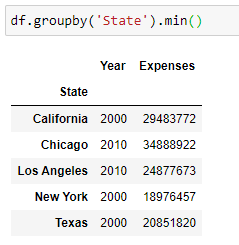 df.groupby('State').min()
Year Expenses
State
California 2000 29483772
Chicago 2010 34888922
Los Angeles 2010 24877673
New York 2000 18976457
Texas 2000 20851820